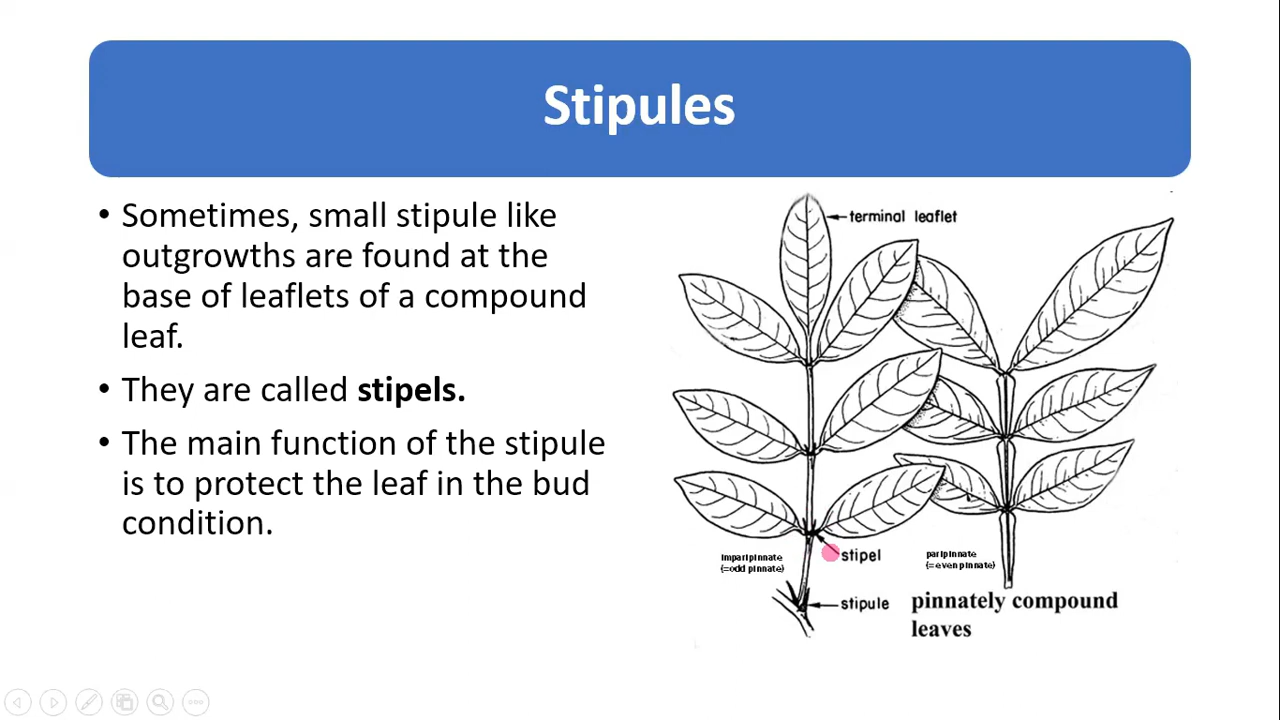 Stipules
• Sometimes, small stipule like
outgrowths are found at the
base of leaflets of a compound
leaf.
• They are called stipels.
• The main function of the stipule
is to protect the leaf in the bud
condition.
terminal leaflet
imparipinnate
(=odd pinnate)
stipel
paripinnate
(=even pinnate)
stipule
pinnately compound
leaves